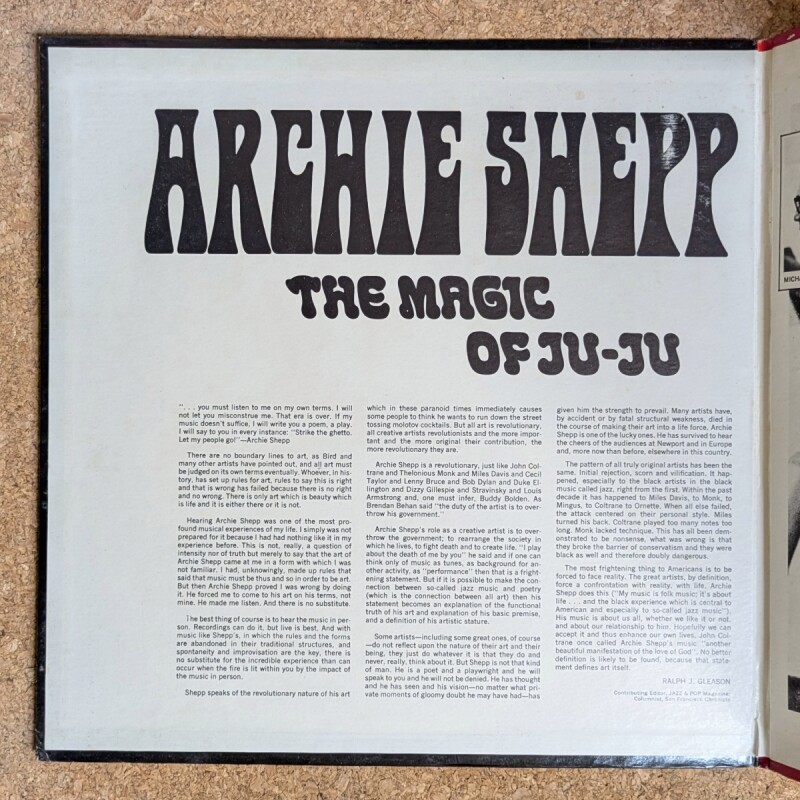 ARCHIE SHEPP
THE MAGIC
OF JU-JU
". . . you must listen to me on my own terms. I will
not let you misconstrue me. That era is over. If my
music doesn't suffice, I will write you a poem, a play.
I will say to you in every instance: "Strike the ghetto.
Let my people go!"—Archie Shepp
There are no boundary lines to art, as Bird and
many other artists have pointed out, and all art must
be judged on its own terms eventually. Whoever, in his-
tory, has set up rules for art, rules to say this is right
and that is wrong has failed because there is no right
and no wrong. There is only art which is beauty which
is life and it is either there or it is not.
Hearing Archie Shepp was one of the most pro-
found musical experiences of my life. I simply was not
prepared for it because I had had nothing like it in my
experience before. This is not, really, a question of
intensity nor of truth but merely to say that the art of
Archie Shepp came at me in a form with which I was
not familiar. I had, unknowingly, made up rules that
said that music must be thus and so in order to be art.
But then Archie Shepp proved I was wrong by doing
it. He forced me to come to his art on his terms, not
mine. He made me listen. And there is no substitute.
The best thing of course is to hear the music in per-
son. Recordings can do it, but live is best. And with
music like Shepp's, in which the rules and the forms
are abandoned in their traditional structures, and
spontaneity and improvisation are the key, there is
no substitute for the incredible experience than can
occur when the fire is lit within you by the impact of
the music in person.
Shepp speaks of the revolutionary nature of his art
which in these paranoid times immediately causes
some people to think he wants to run down the street
tossing molotov cocktails. But all art is revolutionary,
all creative artists revolutionists and the more impor-
tant and the more original their contribution, the
more revolutionary they are.
Archie Shepp is a revolutionary, just like John Col-
trane and Thelonious Monk and Miles Davis and Cecil
Taylor and Lenny Bruce and Bob Dylan and Duke El-
lington and Dizzy Gillespie and Stravinsky and Louis
Armstrong and, one must infer, Buddy Bolden. As
Brendan Behan said "the duty of the artist is to over-
throw his government."
Archie Shepp's role as a creative artist is to over-
throw the government; to rearrange the society in
which he lives, to fight death and to create life. "I play
about the death of me by you" he said and if one can
think only of music as tunes, as background for an-
other activity, as "performance" then that is a fright-
ening statement. But if it is possible to make the con-
nection between so-called jazz music and poetry
(which is the connection between all art) then his
statement becomes an explanation of the functional
truth of his art and explanation of his basic premise,
and a definition of his artistic stature.
Some artists—including some great ones, of course
—do not reflect upon the nature of their art and their
being, they just do whatever it is that they do and
never, really, think about it. But Shepp is not that kind
of man. He is a poet and a playwright and he will
speak to you and he will not be denied. He has thought
and he has seen and his vision—no matter what pri-
vate moments of gloomy doubt he may have had—has
given him the strength to prevail. Many artists have,
by accident or by fatal structural weakness, died in
the course of making their art into a life force. Archie
Shepp is one of the lucky ones. He has survived to hear
the cheers of the audiences at Newport and in Europe
and, more now than before, elsewhere in this country.
The pattern of all truly original artists has been the
same. Initial rejection, scorn and vilification. It hap-
pened, especially to the black artists in the black
music called jazz, right from the first. Within the past
decade it has happened to Miles Davis, to Monk, to
Mingus, to Coltrane to Ornette. When all else failed,
the attack centered on their personal style. Miles
turned his back. Coltrane played too many notes too
long. Monk lacked technique. This has all been dem-
onstrated to be nonsense, what was wrong is that
they broke the barrier of conservatism and they were
black as well and therefore doubly dangerous.
The most frightening thing to Americans is to be
forced to face reality. The great artists, by definition,
force a confrontation with reality, with life. Archie
Shepp does this ("My music is folk music; it's about
life . . . and the black experience which is central to
American and especially to so-called jazz music").
His music is about us all, whether we like it or not,
and about our relationship to him. Hopefully we can
accept it and thus enhance our own lives. John Col-
trane once called Archie Shepp's music "another
beautiful manifestation of the love of God". No better
definition is likely to be found, because that state-
ment defines art itself.
RALPH J. GLEASON
Contributing Editor, JAZZ & POP Magazine
Columnist, San Francisco Chronicle
MICHA